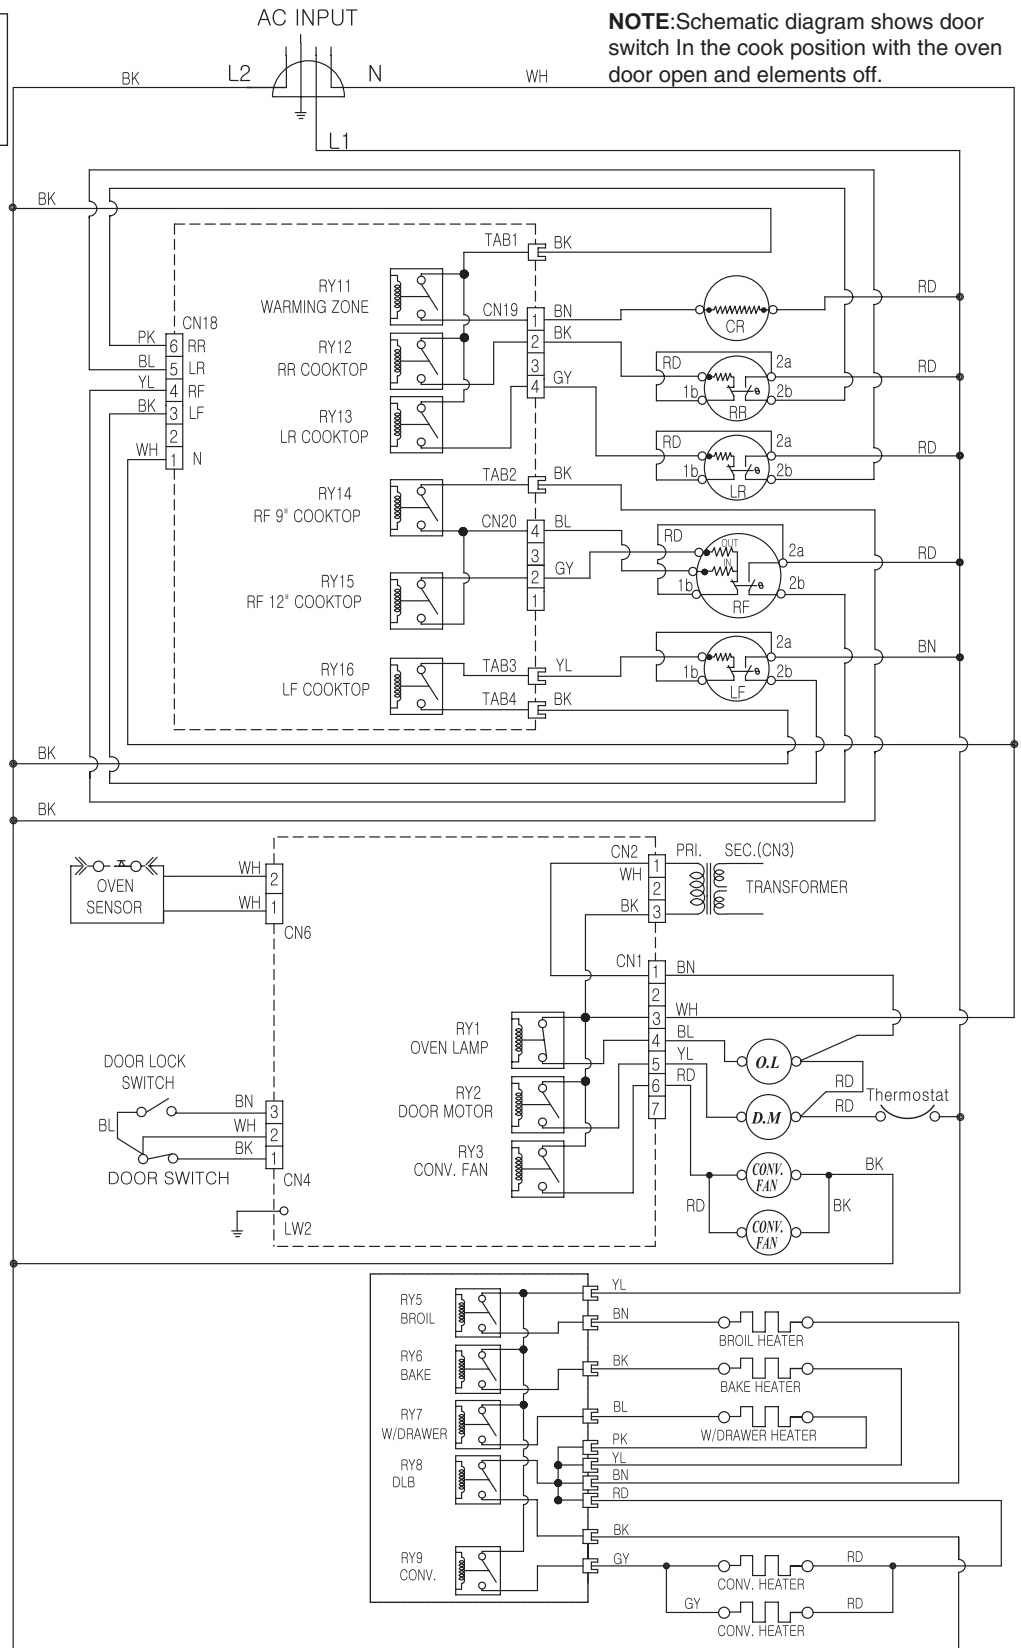 AC INPUT
NOTE:Schematic diagram shows door
switch In the cook position with the oven
door open and elements off.
BK
L2
N
WH
L1
BK
TAB1
BK
RY11
WARMING ZONE
CN19
1
BN
CR
RD
CN18
PK
6
RR
RY12
RR COOKTOP
2
BK
3
RD
2a
RD
BL
5
LR
YL
4
RF
4
GY
1b
2b
RR
BK
3
LF
RY13
LR COOKTOP
2
RD
2a
RD
WH
1
N
1b
2b
LR
TAB2
BK
RY14
RF 9" COOKTOP
CN20
4
BL
3
RD
OUT
IN
2a
RD
RY15
RF 12" COOKTOP
2
GY
1
1b
2b
RF
RY16
LF COOKTOP
TAB3
YL
2a
BN
1b
2b
LF
TAB4
BK
BK
BK
CN2
1
PRI.
SEC.(CN3)
WH
2
TRANSFORMER
BK
3
OVEN
SENSOR
WH
2
WH
1
CN6
CN1
1
BN
2
3
WH
RY1
OVEN LAMP
4
BL
O.L
5
YL
RD
6
RD
7
RY2
DOOR MOTOR
D.M
RD
Thermostat
DOOR LOCK
SWITCH
BN
3
BL
WH
2
BK
1
DOOR SWITCH
CN4
RY3
CONV. FAN
CONV.
FAN
BK
RD
BK
CONV.
FAN
LW2
RY5
BROIL
YL
BN
BROIL HEATER
RY6
BAKE
BK
BAKE HEATER
RY7
W/DRAWER
BL
W/DRAWER HEATER
PK
YL
RY8
DLB
BN
RD
BK
RY9
CONV.
GY
CONV. HEATER
RD
GY
CONV. HEATER
RD